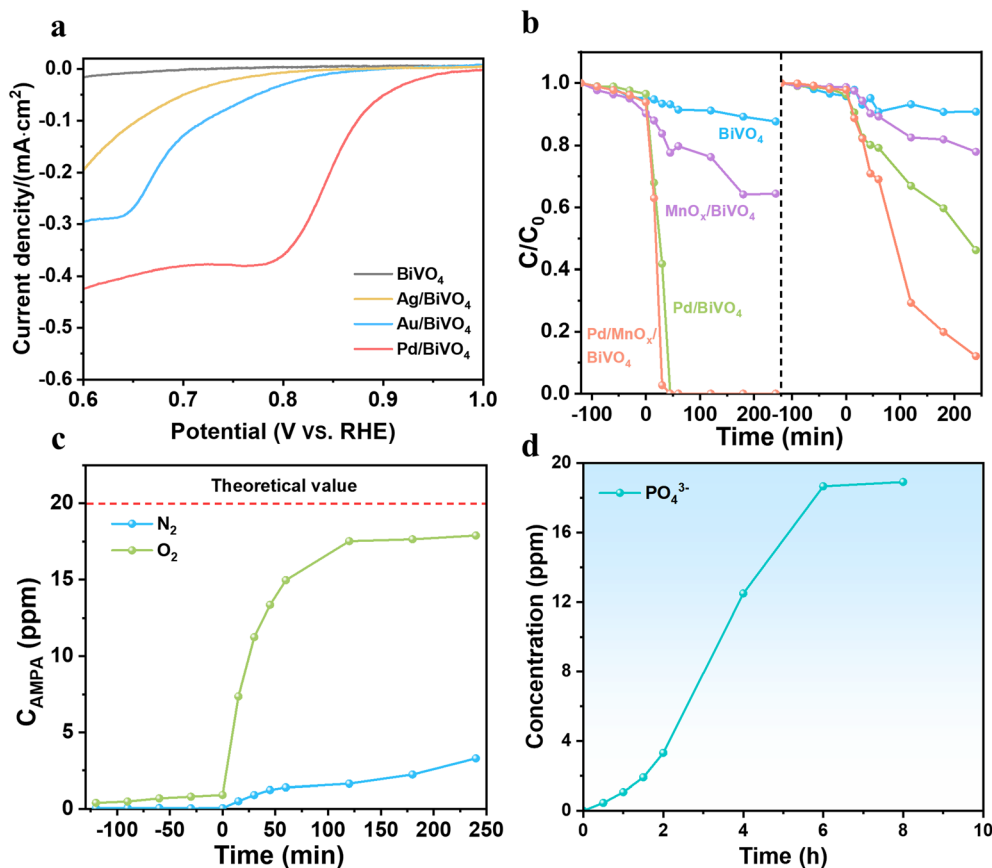 a
0.0
-0.1
-0.2
-0.3
-0.4
-0.5
-0.6
0.6
0.7
0.8
0.9
1.0
Current dencity/(mA·cm²)
Potential (V vs. RHE)
BiVO₄
Ag/BiVO₄
Au/BiVO₄
Pd/BiVO₄
b
1.0
0.8
0.6
0.4
0.2
0.0
C/C₀
BiVO₄
MnOₓ/BiVO₄
Pd/BiVO₄
Pd/MnOₓ/
BiVO₄
-100
0
100
-100
0
100
200
Time (min)
c
Theoretical value
N₂
O₂
20
15
10
5
0
C_AMPA (ppm)
-100
-50
0
50
100
150
200
250
Time (min)
d
PO₄³⁻
20
16
12
8
4
0
Concentration (ppm)
0
2
4
6
8
10
Time (h)